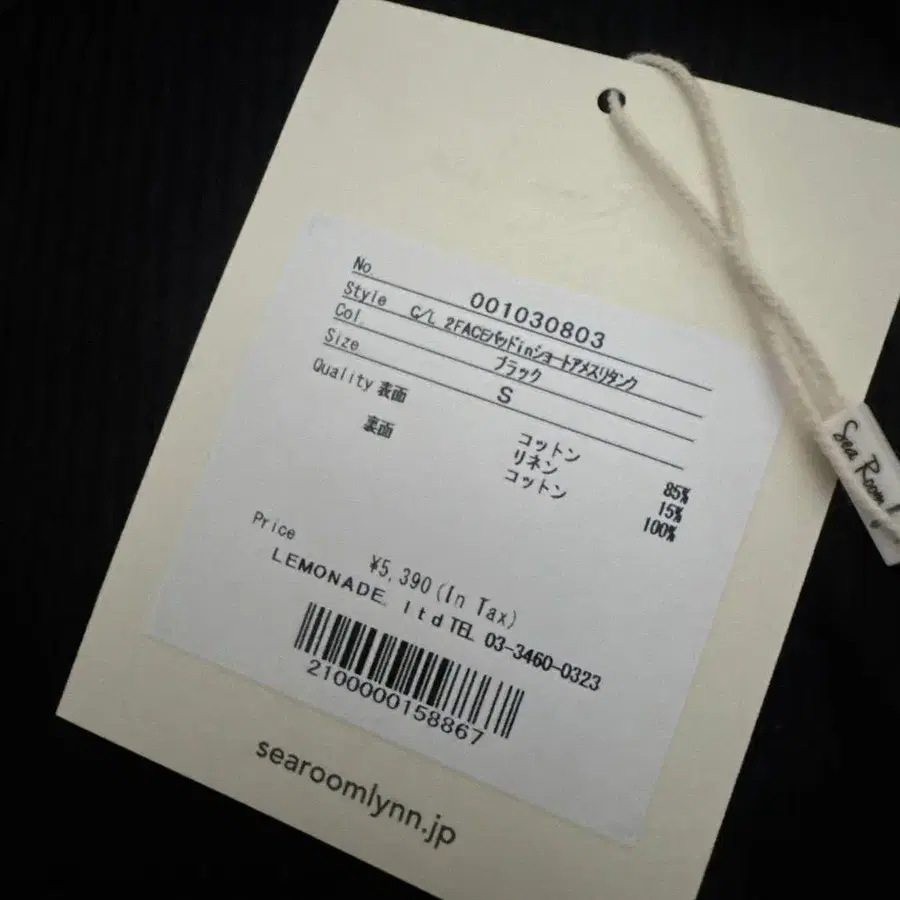 No. 001030803
Style C/L 2FACEパッドinショートアメスリタンク
Col. ブラック
Size S
Quality 表面 コットン 85%
リネン 15%
裏面 コットン 100%
Price ¥5,390(In Tax)
LEMONADE. ltd TEL 03-3460-0323
2100000158867
searoomlynn.jp
Sea Room